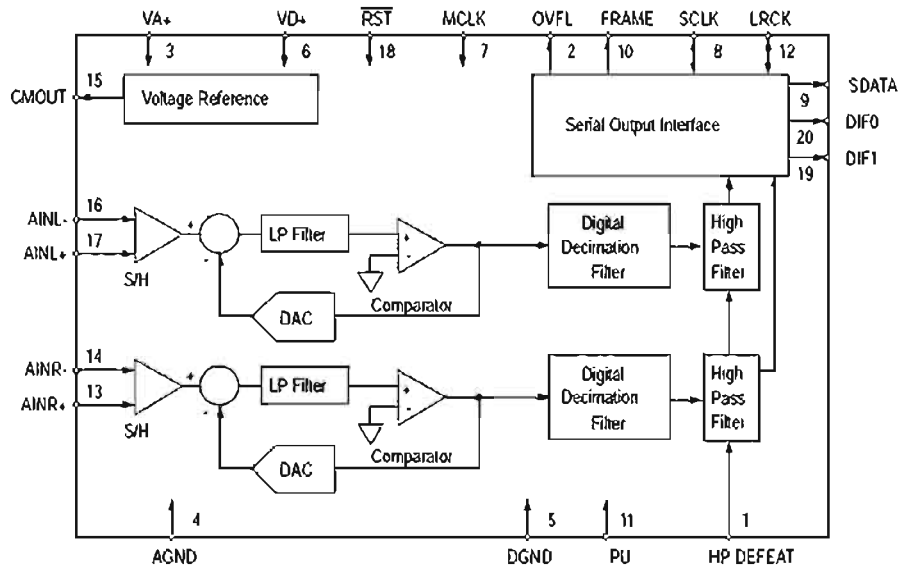 VA+ VD+ RST MCLK OVFL FRAME SCLK LRCK
3 6 18 7 2 10 8 12
CMOUT 15 Voltage Reference
Serial Output Interface
9 SDATA
20 DIF0
19 DIF1
AINL- 16
AINL+ 17
S/H
+
-
LP Filter
+
-
Comparator
DAC
Digital
Decimation
Filter
High
Pass
Filter
AINR- 14
AINR+ 13
S/H
+
-
LP Filter
+
-
Comparator
DAC
Digital
Decimation
Filter
High
Pass
Filter
4 5 11 1
AGND DGND PU HP DEFEAT